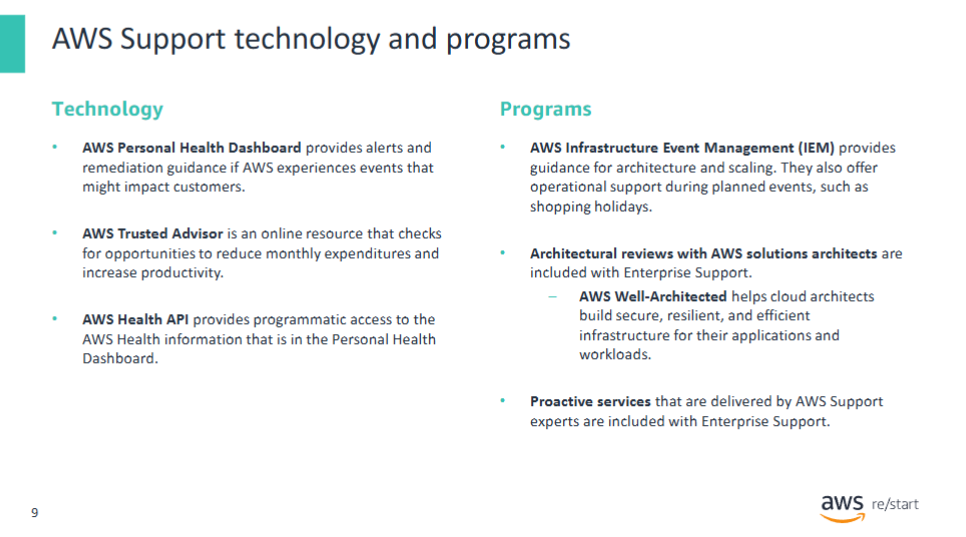 AWS Support technology and programs
Technology
• AWS Personal Health Dashboard provides alerts and
remediation guidance if AWS experiences events that
might impact customers.
• AWS Trusted Advisor is an online resource that checks
for opportunities to reduce monthly expenditures and
increase productivity.
• AWS Health API provides programmatic access to the
AWS Health information that is in the Personal Health
Dashboard.
Programs
• AWS Infrastructure Event Management (IEM) provides
guidance for architecture and scaling. They also offer
operational support during planned events, such as
shopping holidays.
• Architectural reviews with AWS solutions architects are
included with Enterprise Support.
– AWS Well-Architected helps cloud architects
build secure, resilient, and efficient
infrastructure for their applications and
workloads.
• Proactive services that are delivered by AWS Support
experts are included with Enterprise Support.
9
aws re/start